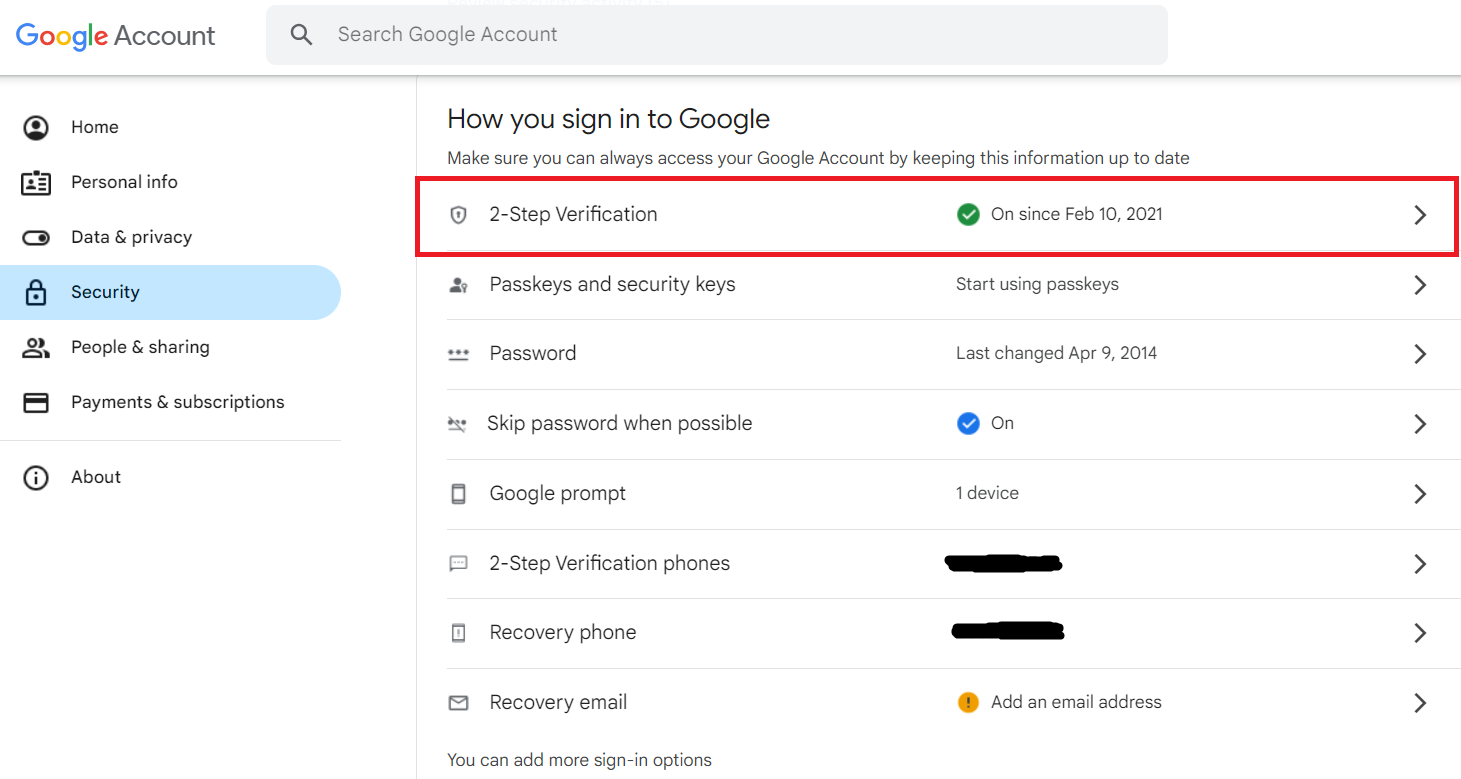 Google Account
Search Google Account
Home
Personal info
Data & privacy
Security
People & sharing
Payments & subscriptions
About
How you sign in to Google
Make sure you can always access your Google Account by keeping this information up to date
2-Step Verification
On since Feb 10, 2021
Passkeys and security keys
Start using passkeys
Password
Last changed Apr 9, 2014
Skip password when possible
On
Google prompt
1 device
2-Step Verification phones
Recovery phone
Recovery email
Add an email address
You can add more sign-in options